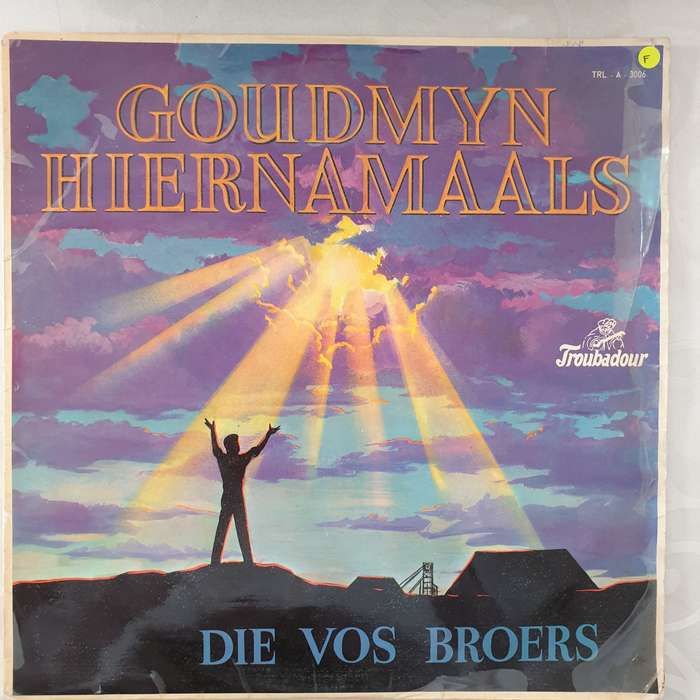 F
TRL - A - 3006
GOUDMYN
HIERNAMAALS
Troubadour
DIE VOS BROERS